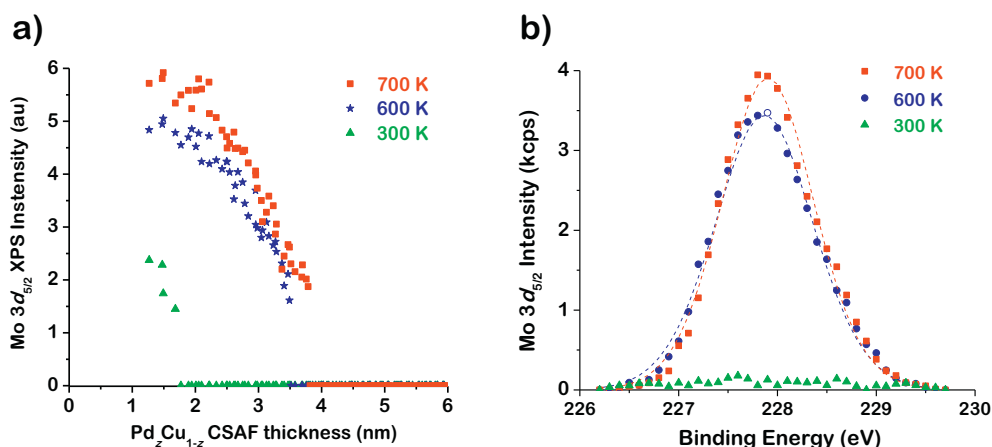 a)
Mo 3d5/2 XPS Instensity (au)
6
5
4
3
2
1
0
700 K
600 K
300 K
0 1 2 3 4 5 6
PdzCu1-z CSAF thickness (nm)
b)
Mo 3d5/2 Intensity (kcps)
4
3
2
1
0
700 K
600 K
300 K
226 227 228 229 230
Binding Energy (eV)